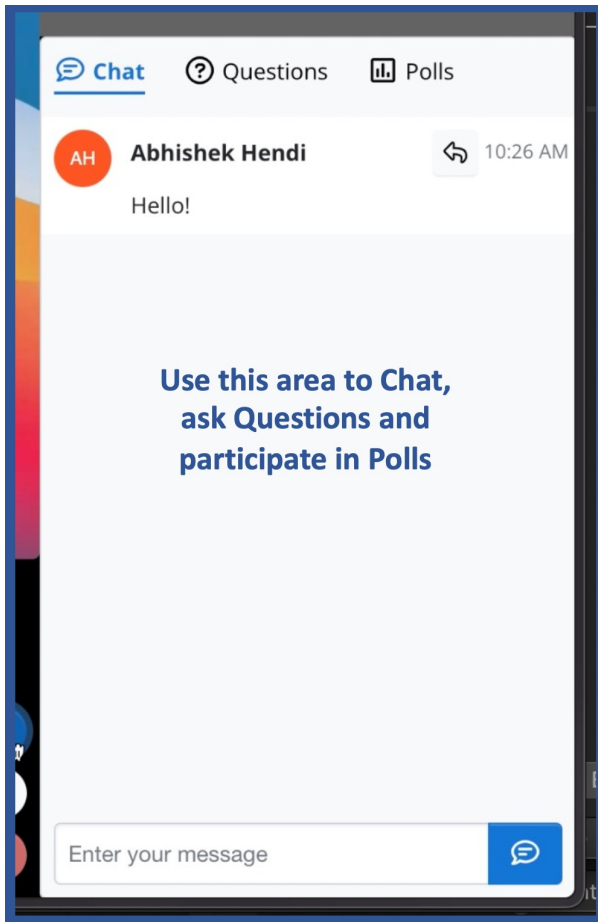 Chat Questions Polls
AH Abhishek Hendi 10:26 AM
Hello!
Use this area to Chat,
ask Questions and
participate in Polls
Enter your message